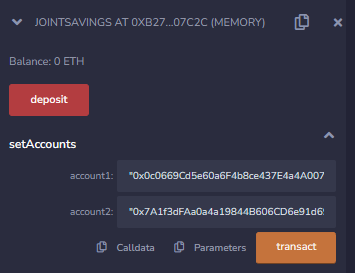 JOINTSAVINGS AT 0XB27...07C2C (MEMORY)
Balance: 0 ETH
deposit
setAccounts
account1: "0x0c0669Cd5e60a6F4b8ce437E4a4A007
account2: "0x7A1f3dFAa0a4a19844B606CD6e91d6
Calldata Parameters transact